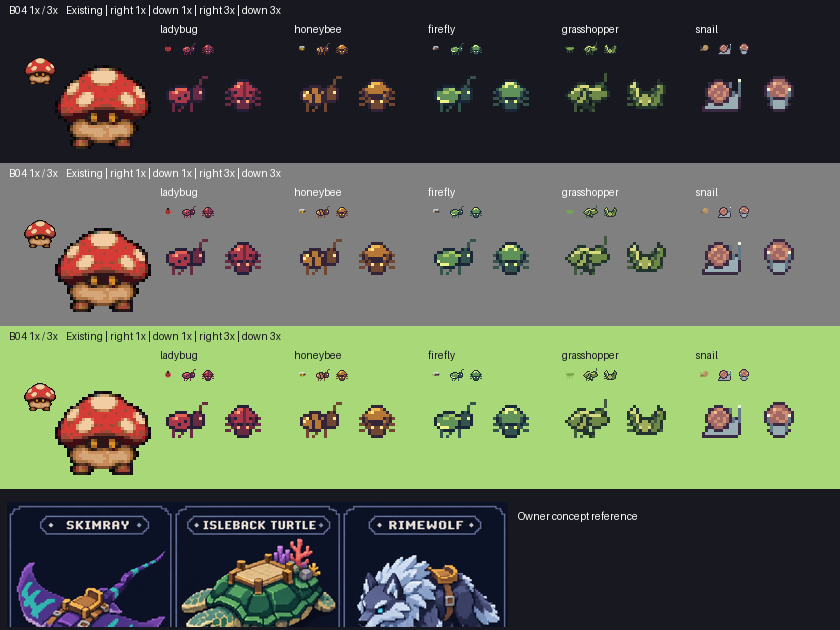 B04 1x / 3x Existing | right 1x | down 1x | right 3x | down 3x
ladybug honeybee firefly grasshopper snail
B04 1x / 3x Existing | right 1x | down 1x | right 3x | down 3x
ladybug honeybee firefly grasshopper snail
B04 1x / 3x Existing | right 1x | down 1x | right 3x | down 3x
ladybug honeybee firefly grasshopper snail
SKIMRAY ISLEBACK TURTLE RIMEWOLF Owner concept reference